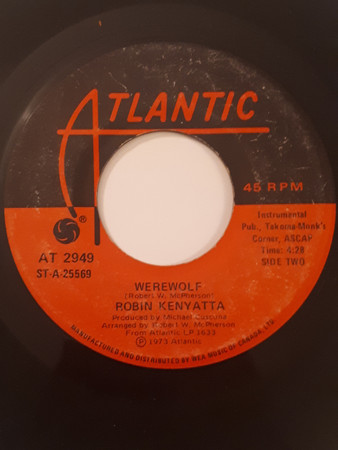 ATLANTIC
45 RPM
®
Instrumental
Pub., Takoma-Monk's
Corner, ASCAP
Time: 4:28
SIDE TWO
AT 2949
ST-A-25569
WEREWOLF
(Robert W. McPherson)
ROBIN KENYATTA
Produced by Michael Cuscuna
Arranged by Robert W. McPherson
From Atlantic LP 1633
Ⓟ 1973 Atlantic
MANUFACTURED AND DISTRIBUTED BY WEA MUSIC OF CANADA, LTD.